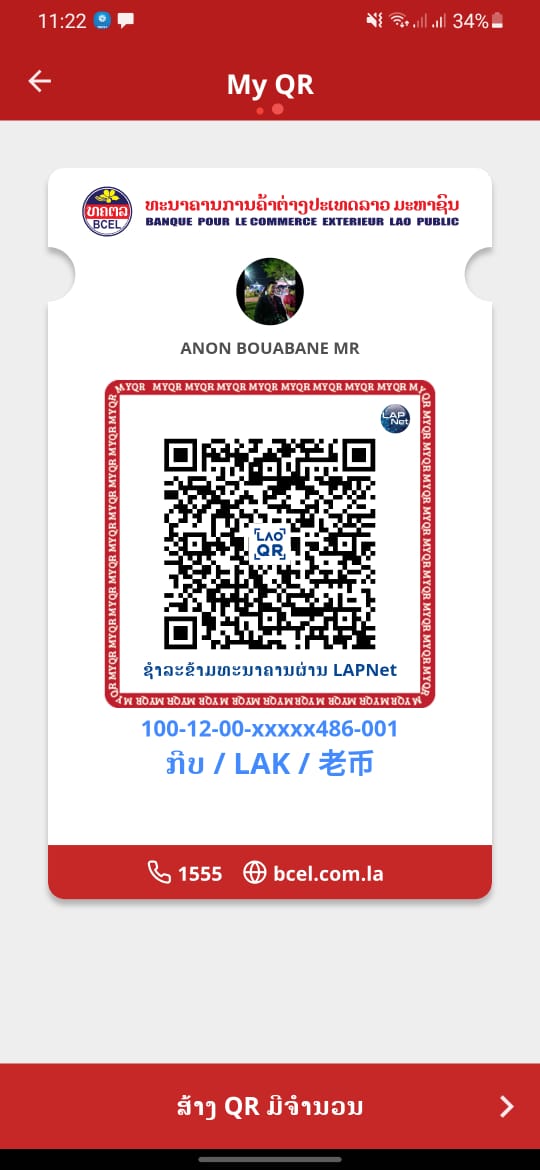 11:22
34%
My QR
ທະນາຄານການຄ້າຕ່າງປະເທດລາວ ມະຫາຊົນ
BANQUE POUR LE COMMERCE EXTERIEUR LAO PUBLIC
ທຄຕລ
BCEL
ANON BOUABANE MR
MYQR MYQR MYQR MYQR MYQR MYQR MYQR MYQR MYQR
LAP
Net
LAO
QR
ຊຳລະຂ້າມທະນາຄານຜ່ານ LAPNet
100-12-00-xxxxx486-001
ກີບ / LAK / 老币
1555
bcel.com.la
ສ້າງ QR ມີຈຳນວນ